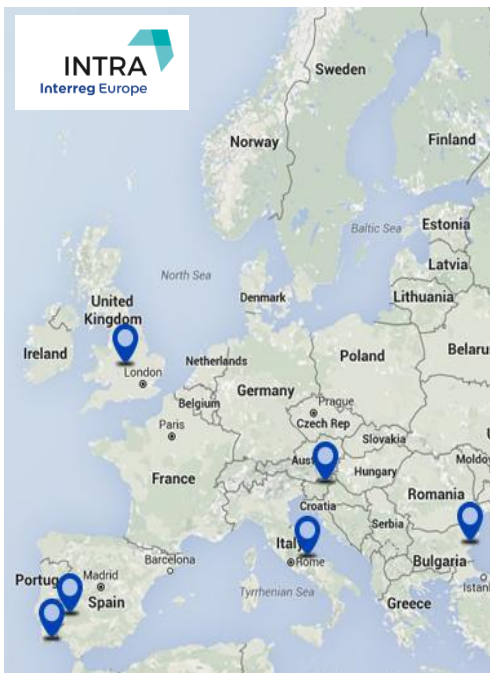 INTRA
Interreg Europe
Sweden
Norway
Finland
Estonia
Baltic Sea
Latvia
North Sea
Denmark
Lithuania
United
Kingdom
Ireland
Belaru
London
Netherlands
Poland
Germany
Belgium
Prague
Czech Rep
Paris
Slovakia
Aust
Moldo
Hungary
France
Romania
Croatia
Serbia
Ital
Rome
Bulgaria
Barcelona
Istan
Portug
Madrid
Spain
Tyrrhenian Sea
Greece